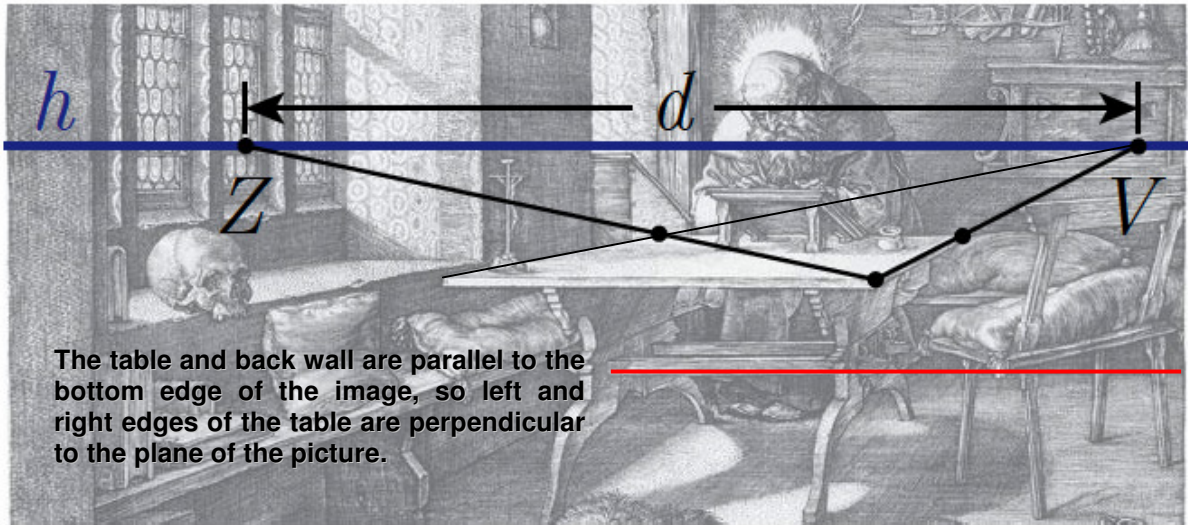 h
d
Z
V
The table and back wall are parallel to the
bottom edge of the image, so left and
right edges of the table are perpendicular
to the plane of the picture.